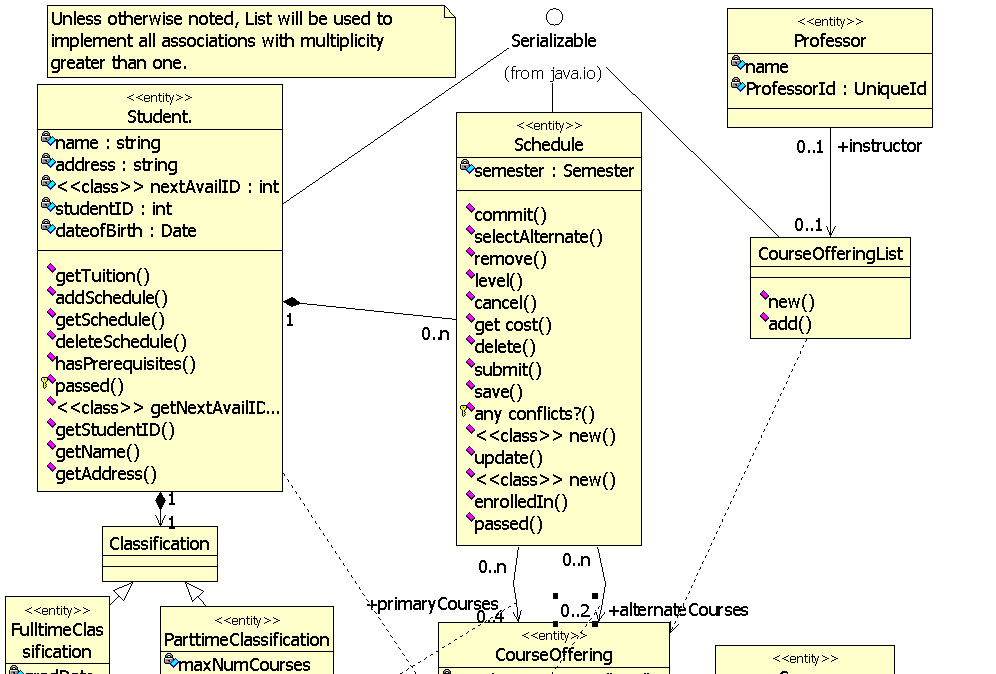 Unless otherwise noted, List will be used to
implement all associations with multiplicity
greater than one.
Serializable
(from java.io)
<<entity>>
Professor
name
ProfessorId : UniqueId
0..1
+instructor
0..1
<<entity>>
Student.
name : string
address : string
<<class>> nextAvailID : int
studentID : int
dateofBirth : Date
getTuition()
addSchedule()
getSchedule()
deleteSchedule()
hasPrerequisites()
passed()
<<class>> getNextAvailID...
getStudentID()
getName()
getAddress()
1
0..n
<<entity>>
Schedule
semester : Semester
commit()
selectAlternate()
remove()
level()
cancel()
get cost()
delete()
submit()
save()
any conflicts?()
<<class>> new()
update()
<<class>> new()
enrolledIn()
passed()
CourseOfferingList
new()
add()
1
1
Classification
<<entity>>
FulltimeClas
sification
<<entity>>
ParttimeClassification
maxNumCourses
0..n
0..n
+primaryCourses
0..4
0..2
+alternateCourses
<<entity>>
CourseOffering
<<entity>>